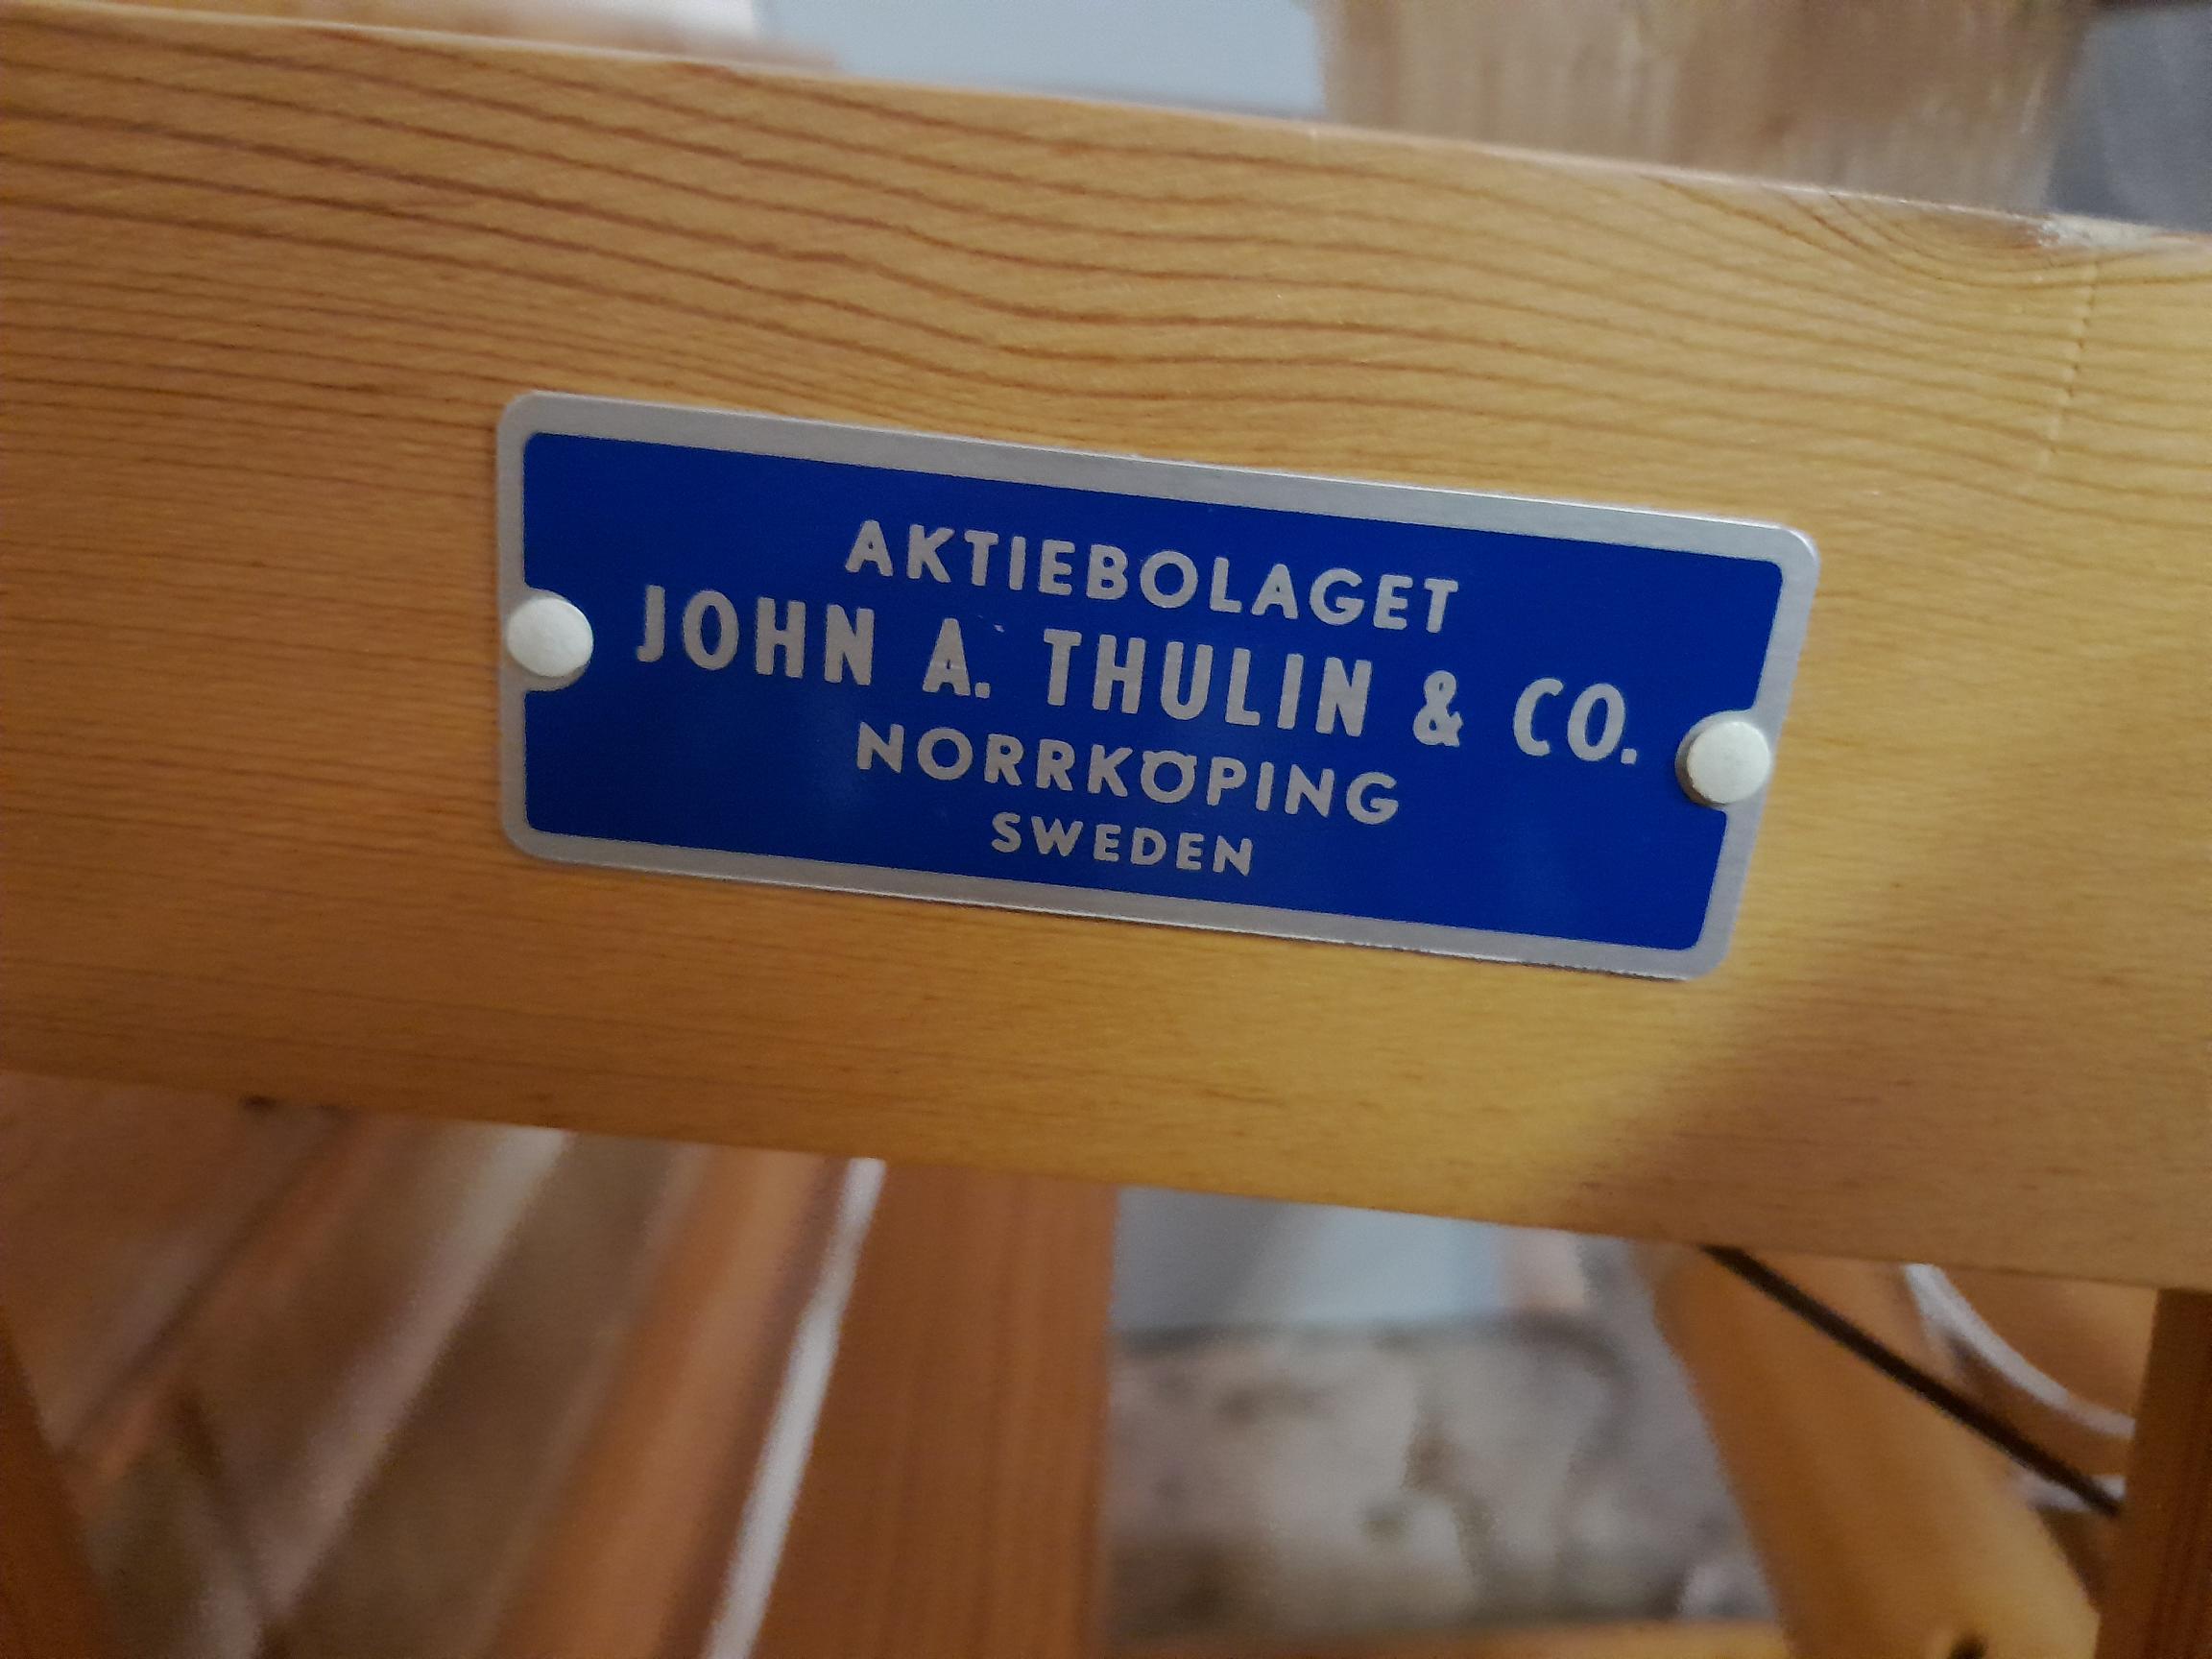 AKTIEBOLAGET
JOHN A. THULIN & CO.
NORRKÖPING
SWEDEN